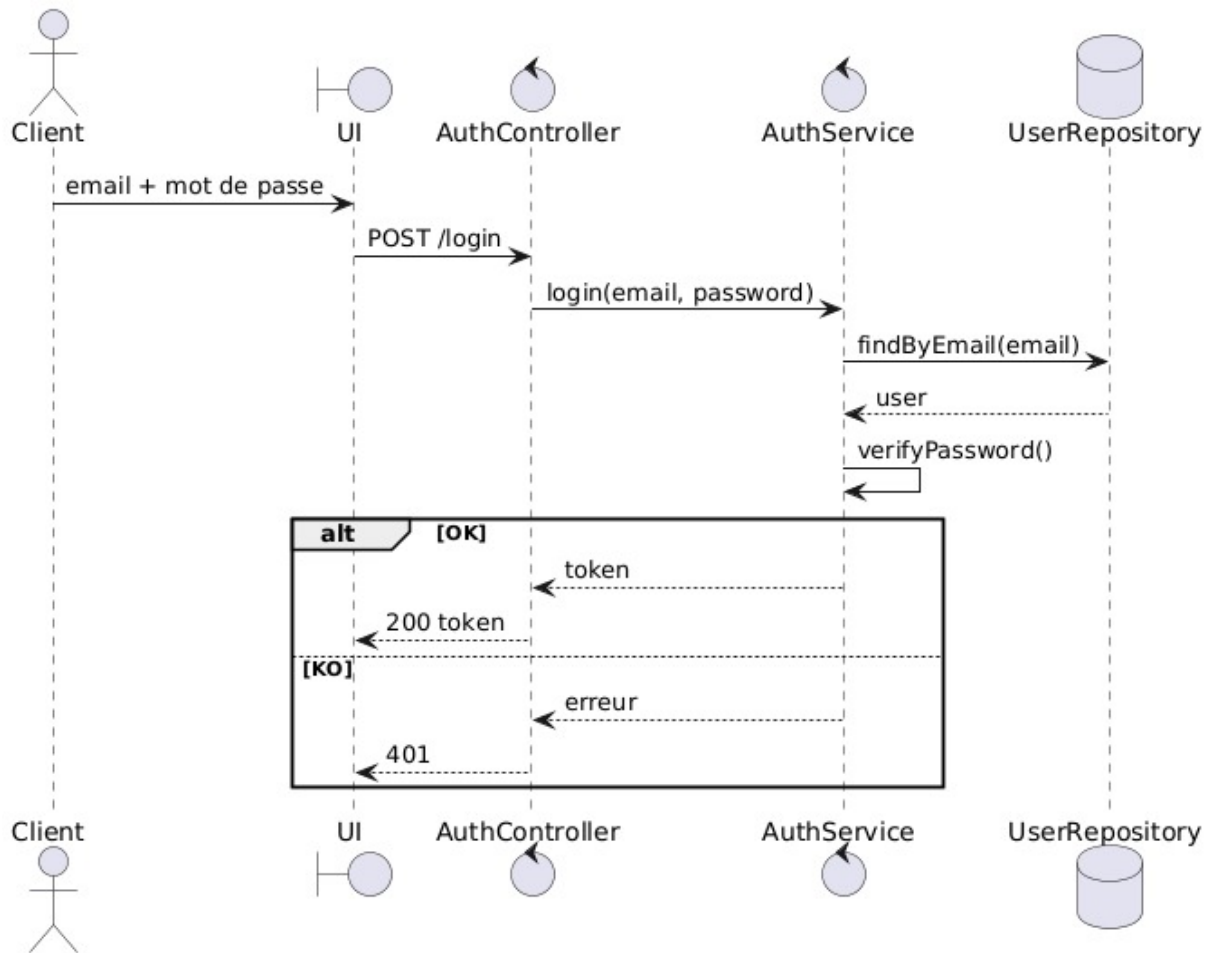 Client
UI
AuthController
AuthService
UserRepository
email + mot de passe
POST /login
login(email, password)
findByEmail(email)
user
verifyPassword()
alt
[OK]
token
200 token
[KO]
erreur
401
Client
UI
AuthController
AuthService
UserRepository